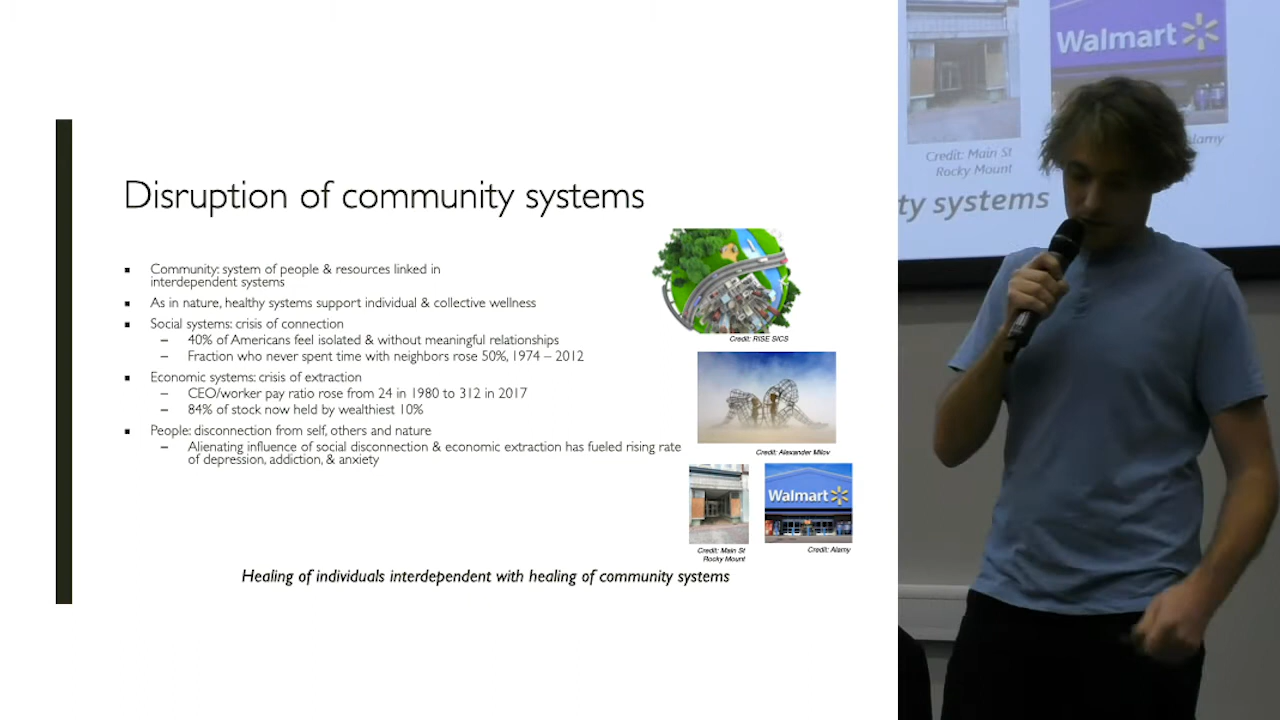 Disruption of community systems
▪ Community: system of people & resources linked in
interdependent systems
▪ As in nature, healthy systems support individual & collective wellness
▪ Social systems: crisis of connection
– 40% of Americans feel isolated & without meaningful relationships
– Fraction who never spent time with neighbors rose 50%, 1974 – 2012
▪ Economic systems: crisis of extraction
– CEO/worker pay ratio rose from 24 in 1980 to 312 in 2017
– 84% of stock now held by wealthiest 10%
▪ People: disconnection from self, others and nature
– Alienating influence of social disconnection & economic extraction has fueled rising rate
of depression, addiction, & anxiety
Credit: RISE SICS
Credit: Alexander Milov
Walmart
Credit: Main St
Rocky Mount
Credit: Alamy
Healing of individuals interdependent with healing of community systems
Walmart
Credit: Main St
Rocky Mount
lamy
ty systems